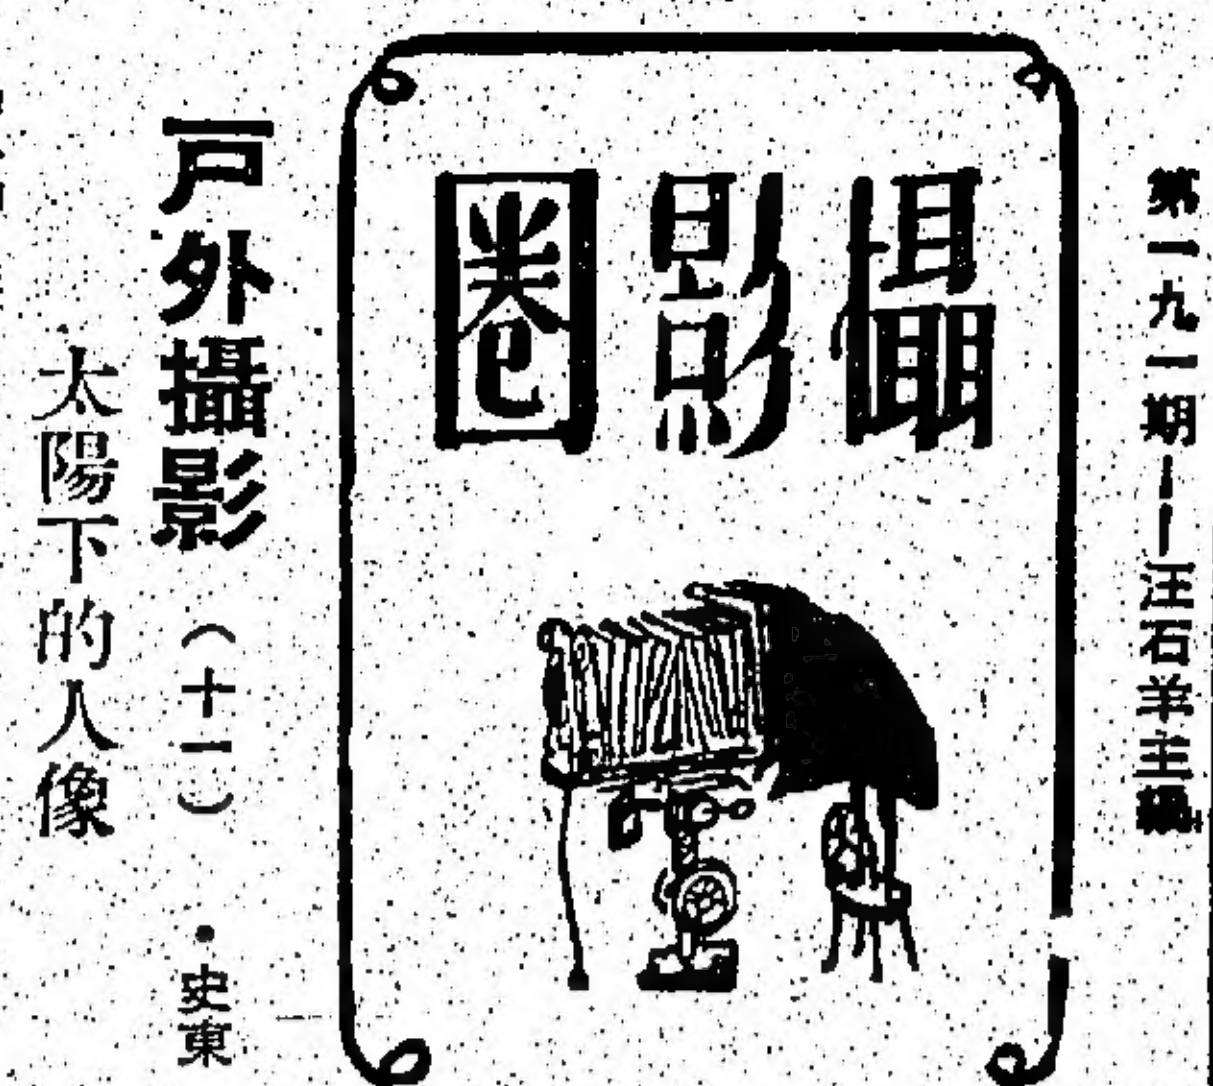 第一九一期——汪石羊主編
攝影圈
戶外攝影（十一）・史東
太陽下的人像